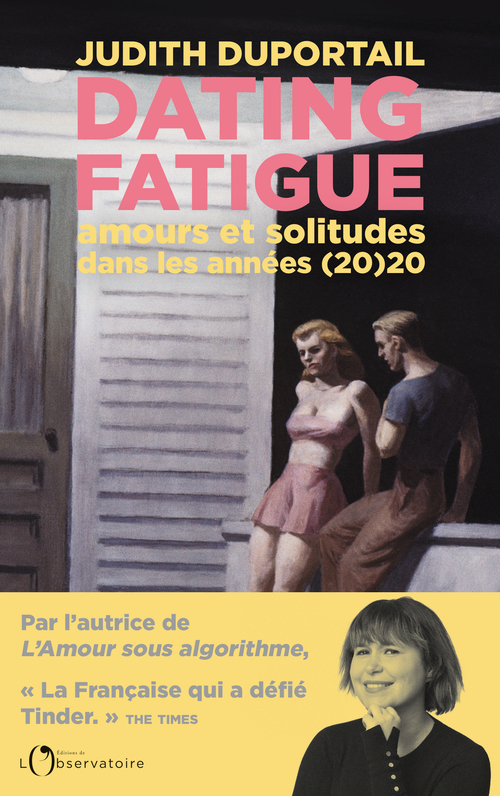 JUDITH DUPORTAIL
DATING
FATIGUE
amours et solitudes
dans les années (20)20
Par l’autrice de
L’Amour sous algorithme,
« La Française qui a défié
Tinder. » THE TIMES
Éditions de
L’Observatoire